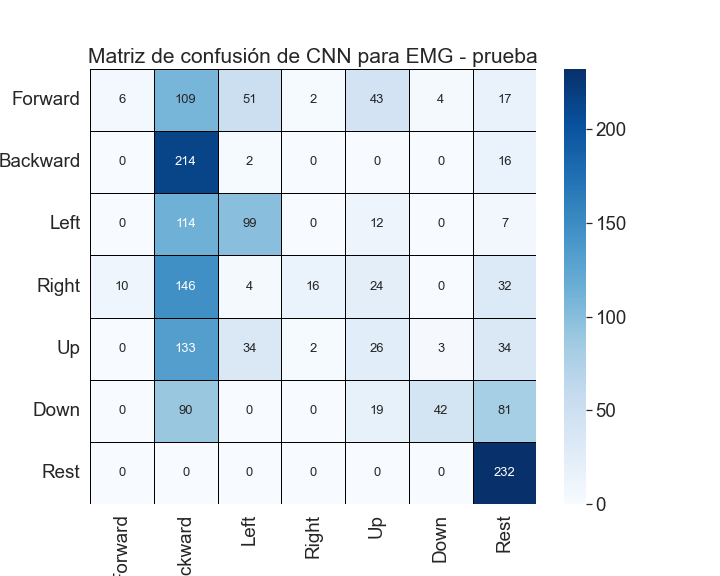 Matriz de confusión de CNN para EMG - prueba
Forward 6 109 51 2 43 4 17
Backward 0 214 2 0 0 0 16
Left 0 114 99 0 12 0 7
Right 10 146 4 16 24 0 32
Up 0 133 34 2 26 3 34
Down 0 90 0 0 19 42 81
Rest 0 0 0 0 0 0 232
Forward ckward Left Right Up Down Rest
200
150
100
50
0